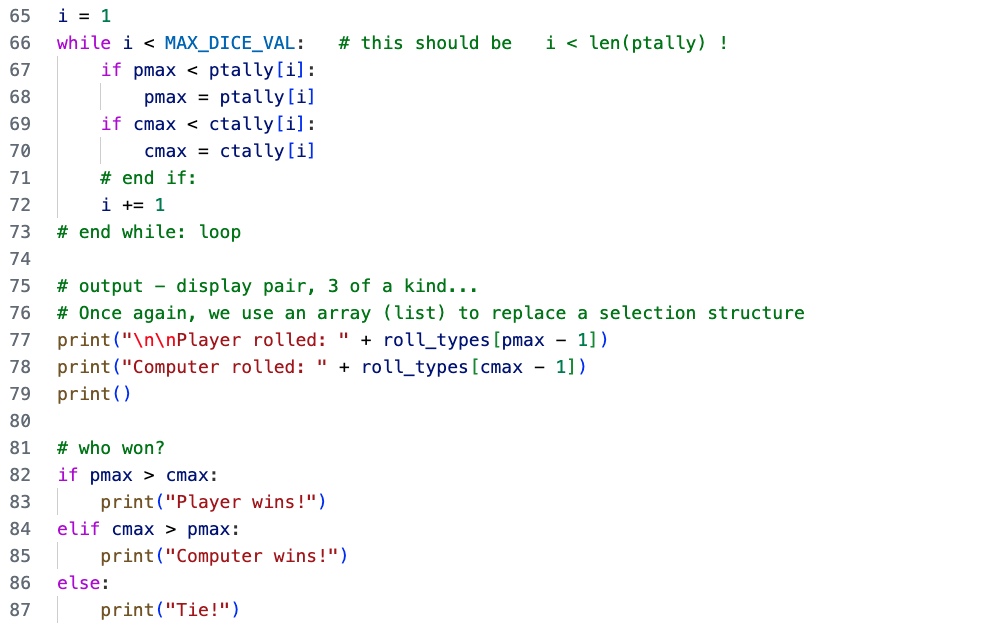 65 i = 1
66 while i < MAX_DICE_VAL:   # this should be   i < len(ptally) !
67     if pmax < ptally[i]:
68         pmax = ptally[i]
69     if cmax < ctally[i]:
70         cmax = ctally[i]
71     # end if:
72     i += 1
73 # end while: loop
74
75 # output – display pair, 3 of a kind...
76 # Once again, we use an array (list) to replace a selection structure
77 print("\n\nPlayer rolled: " + roll_types[pmax – 1])
78 print("Computer rolled: " + roll_types[cmax – 1])
79 print()
80
81 # who won?
82 if pmax > cmax:
83     print("Player wins!")
84 elif cmax > pmax:
85     print("Computer wins!")
86 else:
87     print("Tie!")